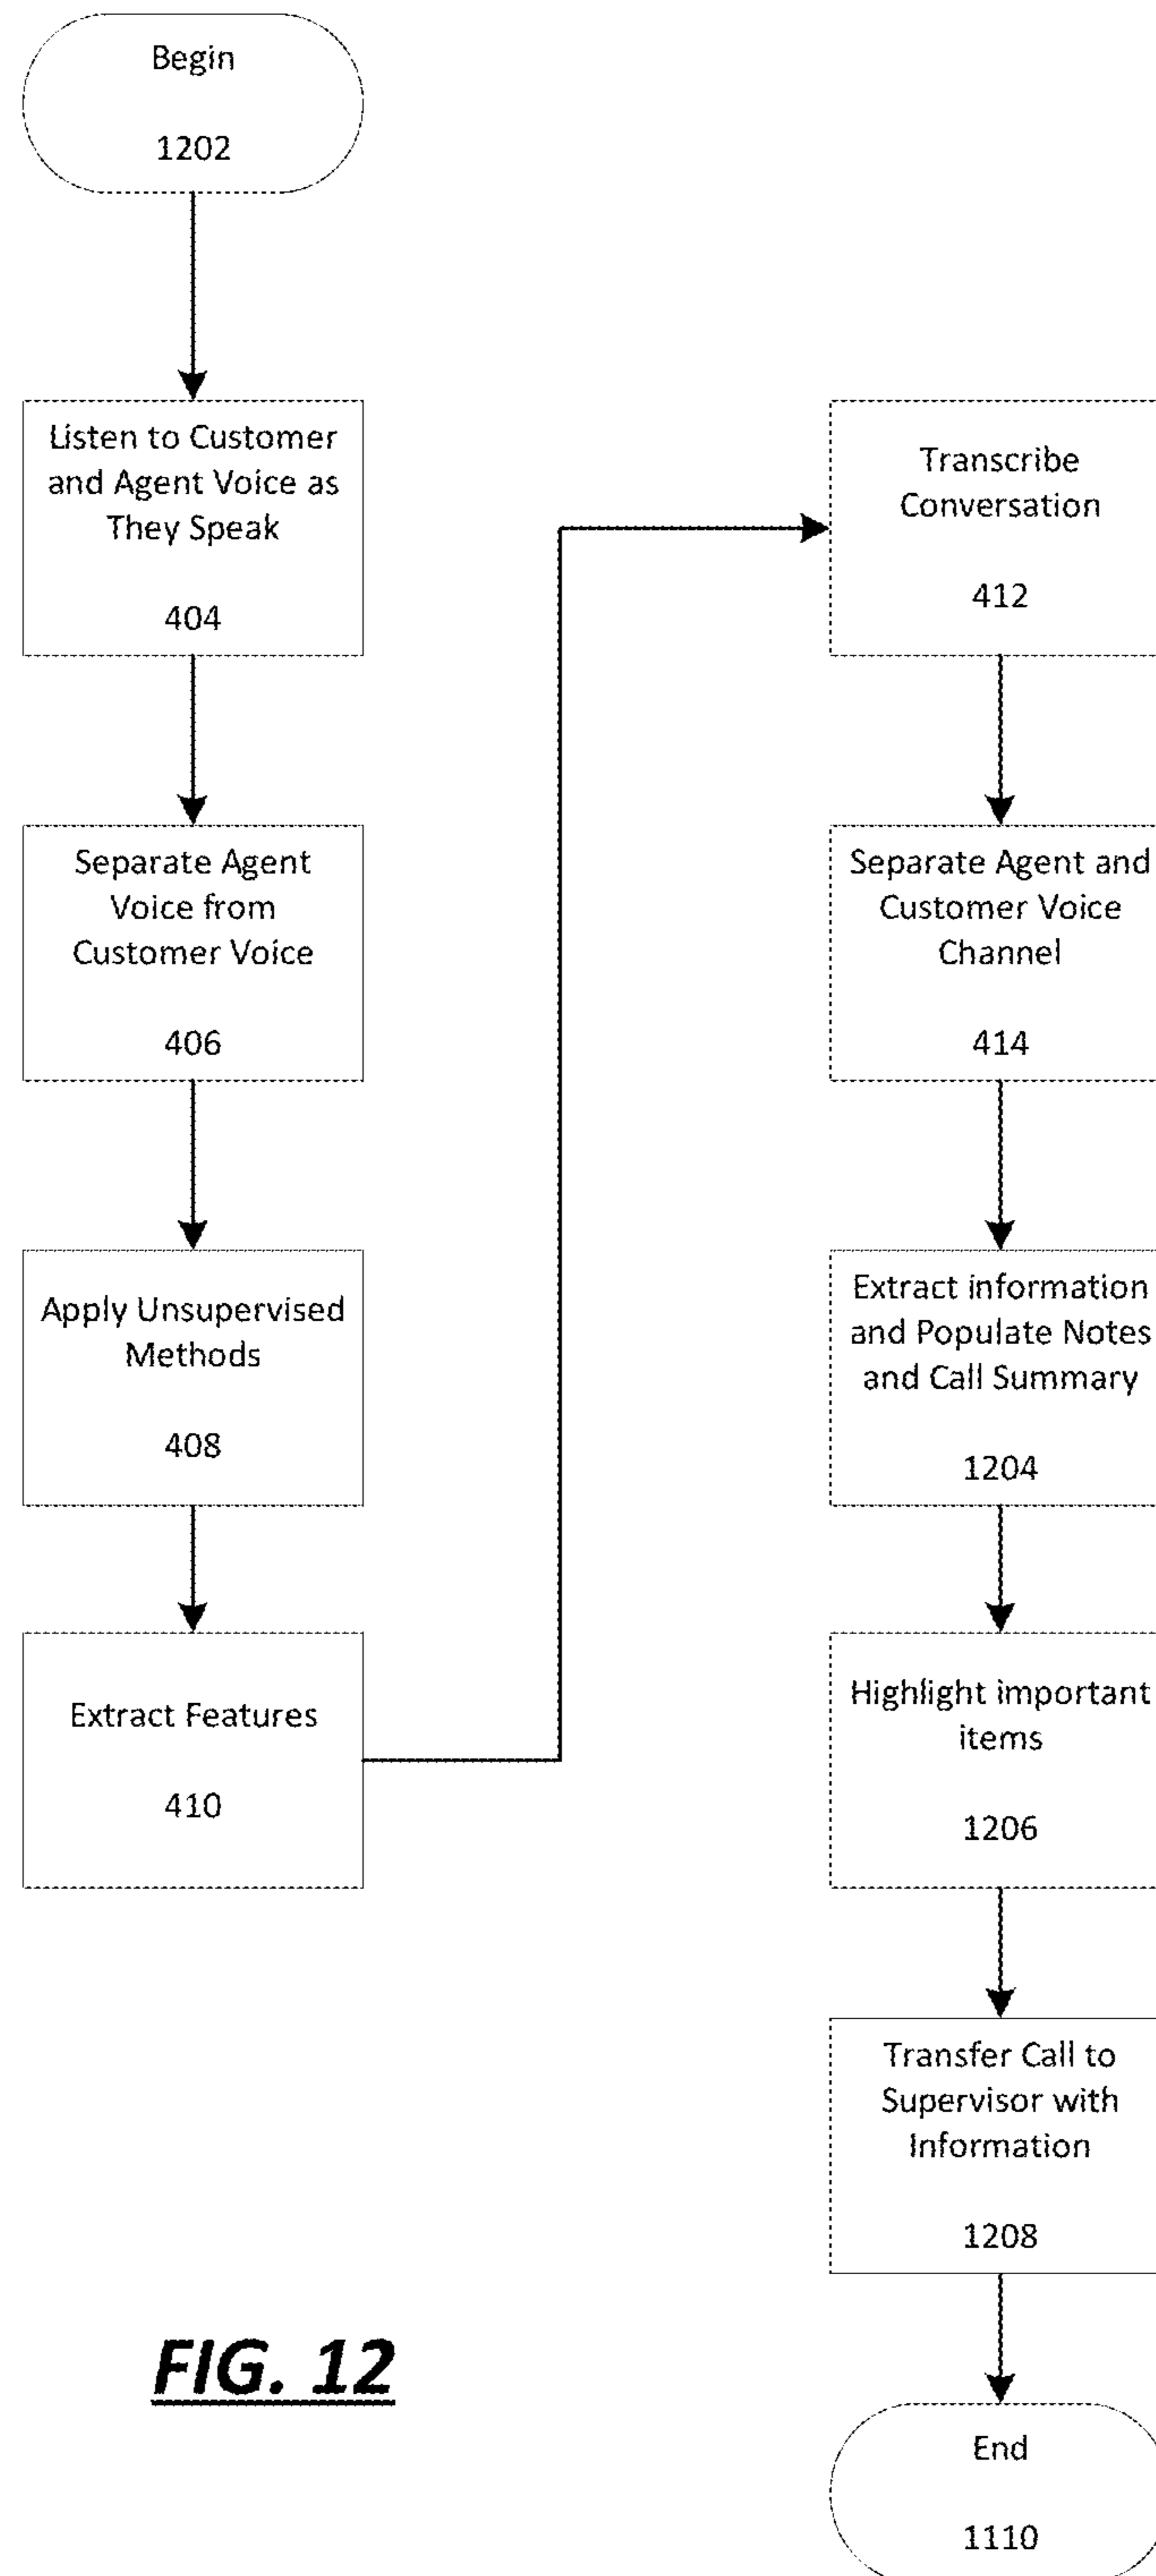 Begin
1202
Listen to Customer
and Agent Voice as
They Speak
404
Separate Agent
Voice from
Customer Voice
406
Apply Unsupervised
Methods
408
Extract Features
410
Transcribe
Conversation
412
Separate Agent and
Customer Voice
Channel
414
Extract information
and Populate Notes
and Call Summary
1204
Highlight important
items
1206
Transfer Call to
Supervisor with
Information
1208
End
1110
FIG. 12